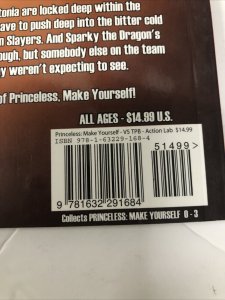 tonia are locked deep within the
ave to push deep into the bitter cold
n Slayers. And Sparky the Dragon's
ough, but somebody else on the team
y weren't expecting to see.
of Princeless, Make Yourself!
ALL AGES - $14.99 U.S.
Princeless: Make Yourself - V5 TPB - Action Lab $14.99
ISBN 978-1-63229-168-4
51499>
9 781632 291684
Collects PRINCELESS: MAKE YOURSELF 0 - 3